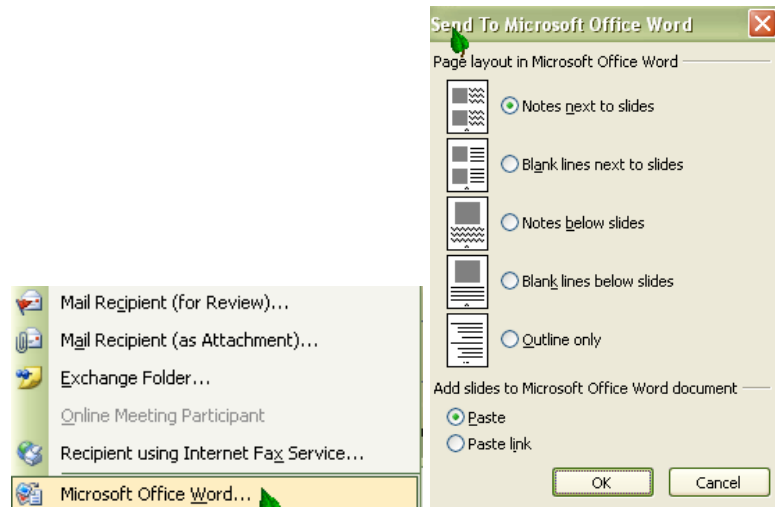 Mail Recipient (for Review)...
Mail Recipient (as Attachment)...
Exchange Folder...
Online Meeting Participant
Recipient using Internet Fax Service...
Microsoft Office Word...
Send To Microsoft Office Word
Page layout in Microsoft Office Word
Notes next to slides
Blank lines next to slides
Notes below slides
Blank lines below slides
Outline only
Add slides to Microsoft Office Word document
Paste
Paste link
OK Cancel